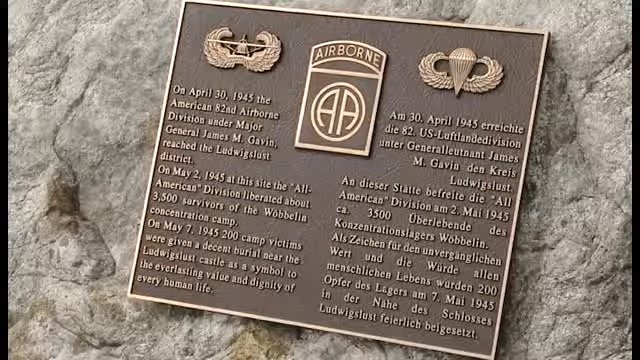 AIRBORNE
AA
On April 30, 1945 the
American 82nd Airborne
Division under Major
General James M. Gavin,
reached the Ludwigslust
district.
On May 2, 1945 at this site the "All-
American" Division liberated about
3,500 survivors of the Wöbbelin
concentration camp.
On May 7, 1945 200 camp victims
were given a decent burial near the
Ludwigslust castle as a symbol to
the everlasting value and dignity of
every human life.
Am 30. April 1945 erreichte
die 82. US-Luftlandedivision
unter Generalleutnant James
M. Gavin den Kreis
Ludwigslust.
An dieser Stätte befreite die "All
American" Division am 2. Mai 1945
ca. 3500 Überlebende des
Konzentrationslagers Wöbbelin.
Als Zeichen für den unvergänglichen
Wert und die Würde allen
menschlichen Lebens wurden 200
Opfer des Lagers am 7. Mai 1945
in der Nähe des Schlosses
Ludwigslust feierlich beigesetzt.